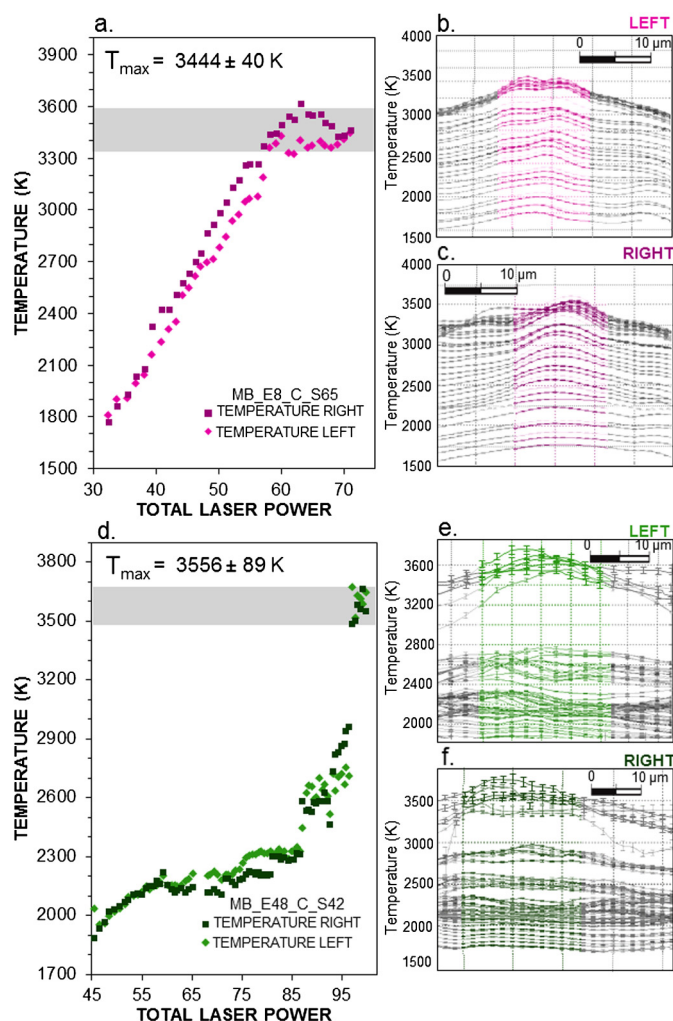 a.
T max = 3444 ± 40 K
3900
3600
3300
3000
2700
2400
2100
1800
1500
TEMPERATURE (K)
MB_E8_C_S65
TEMPERATURE RIGHT
TEMPERATURE LEFT
30 40 50 60 70
TOTAL LASER POWER
b. LEFT
0 10 µm
4000
3500
3000
2500
2000
1500
Temperature (K)
c. RIGHT
0 10 µm
4000
3500
3000
2500
2000
1500
Temperature (K)
d.
T max = 3556 ± 89 K
3800
3500
3200
2900
2600
2300
2000
1700
TEMPERATURE (K)
MB_E48_C_S42
TEMPERATURE RIGHT
TEMPERATURE LEFT
45 55 65 75 85 95
TOTAL LASER POWER
e. LEFT
0 10 µm
3600
3200
2800
2400
2000
Temperature (K)
f. RIGHT
0 10 µm
3500
3000
2500
2000
1500
Temperature (K)